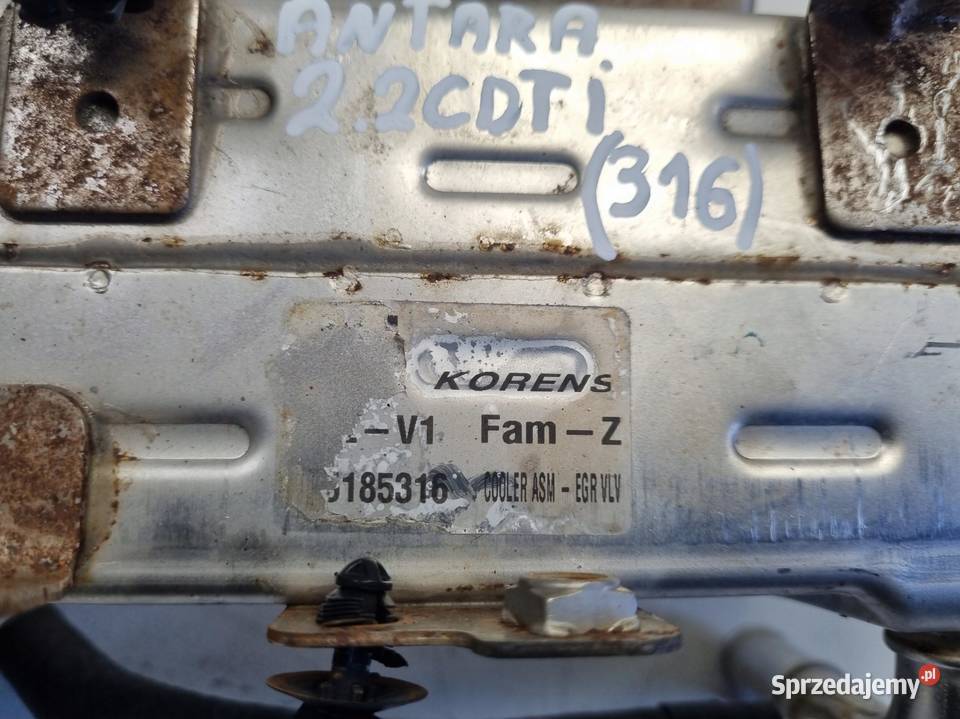 ANTARA
2.2CDTi
(316)
KORENS
-V1 Fam-Z
185316 COOLER ASM - EGR VLV
Sprzedajemy.pl